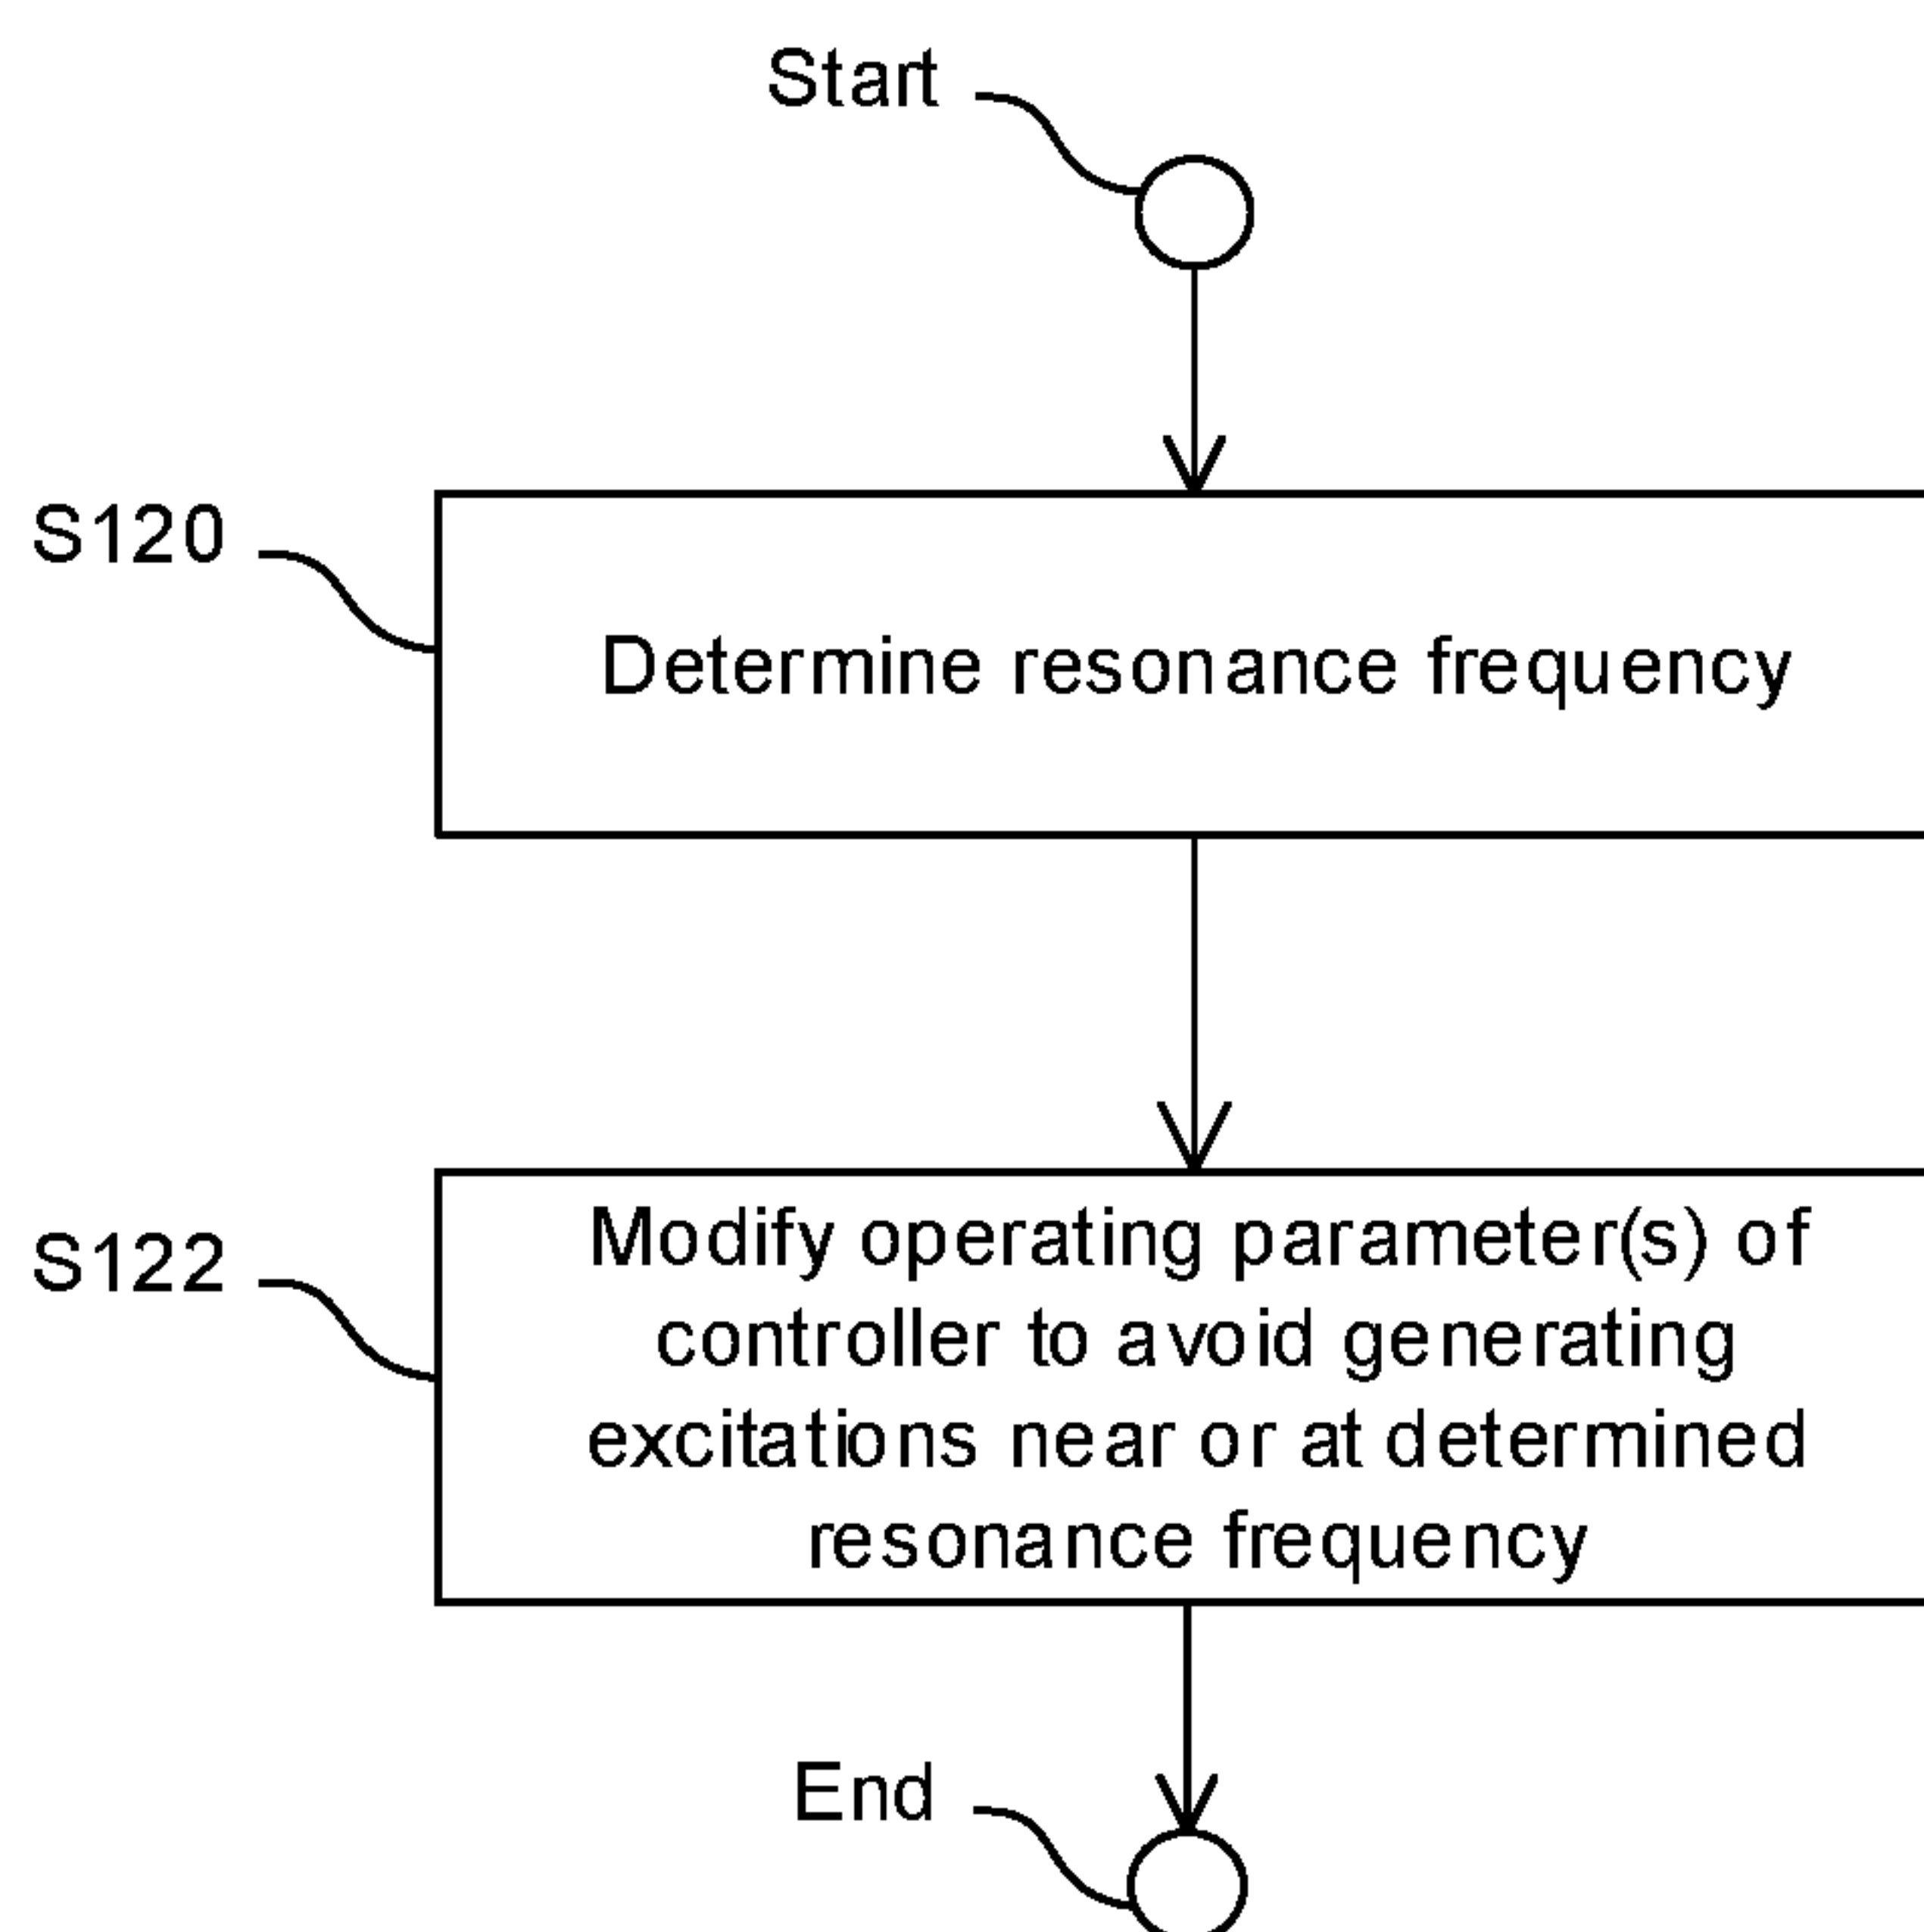 Start
S120
Determine resonance frequency
S122
Modify operating parameter(s) of
controller to avoid generating
excitations near or at determined
resonance frequency
End